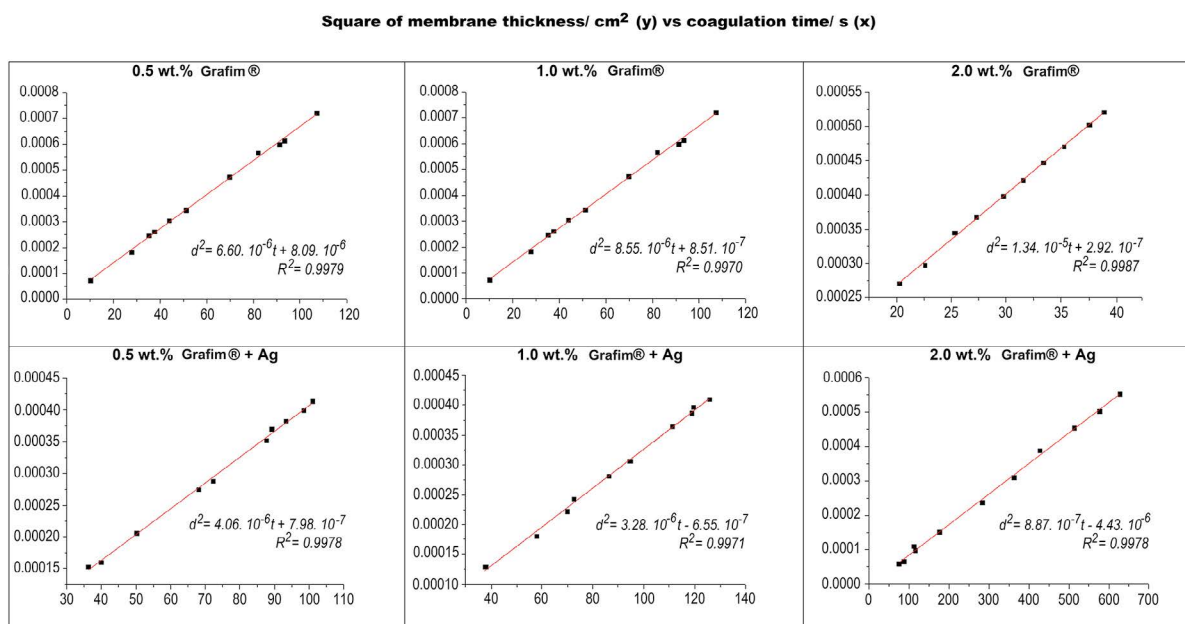 Square of membrane thickness/ cm² (y) vs coagulation time/ s (x)
0.5 wt.% Grafim®
0.0008
0.0007
0.0006
0.0005
0.0004
0.0003
0.0002
0.0001
0.0000
d²= 6.60. 10⁻⁶t + 8.09. 10⁻⁶
R²= 0.9979
0 20 40 60 80 100 120
1.0 wt.% Grafim®
0.0008
0.0007
0.0006
0.0005
0.0004
0.0003
0.0002
0.0001
0.0000
d²= 8.55. 10⁻⁶t + 8.51. 10⁻⁷
R²= 0.9970
0 20 40 60 80 100 120
2.0 wt.% Grafim®
0.00055
0.00050
0.00045
0.00040
0.00035
0.00030
0.00025
d²= 1.34. 10⁻⁵t + 2.92. 10⁻⁷
R²= 0.9987
20 25 30 35 40
0.5 wt.% Grafim® + Ag
0.00045
0.00040
0.00035
0.00030
0.00025
0.00020
0.00015
d²= 4.06. 10⁻⁶t + 7.98. 10⁻⁷
R²= 0.9978
30 40 50 60 70 80 90 100 110
1.0 wt.% Grafim® + Ag
0.00045
0.00040
0.00035
0.00030
0.00025
0.00020
0.00015
0.00010
d²= 3.28. 10⁻⁶t - 6.55. 10⁻⁷
R²= 0.9971
40 60 80 100 120 140
2.0 wt.% Grafim® + Ag
0.0006
0.0005
0.0004
0.0003
0.0002
0.0001
0.0000
d²= 8.87. 10⁻⁷t - 4.43. 10⁻⁶
R²= 0.9978
0 100 200 300 400 500 600 700